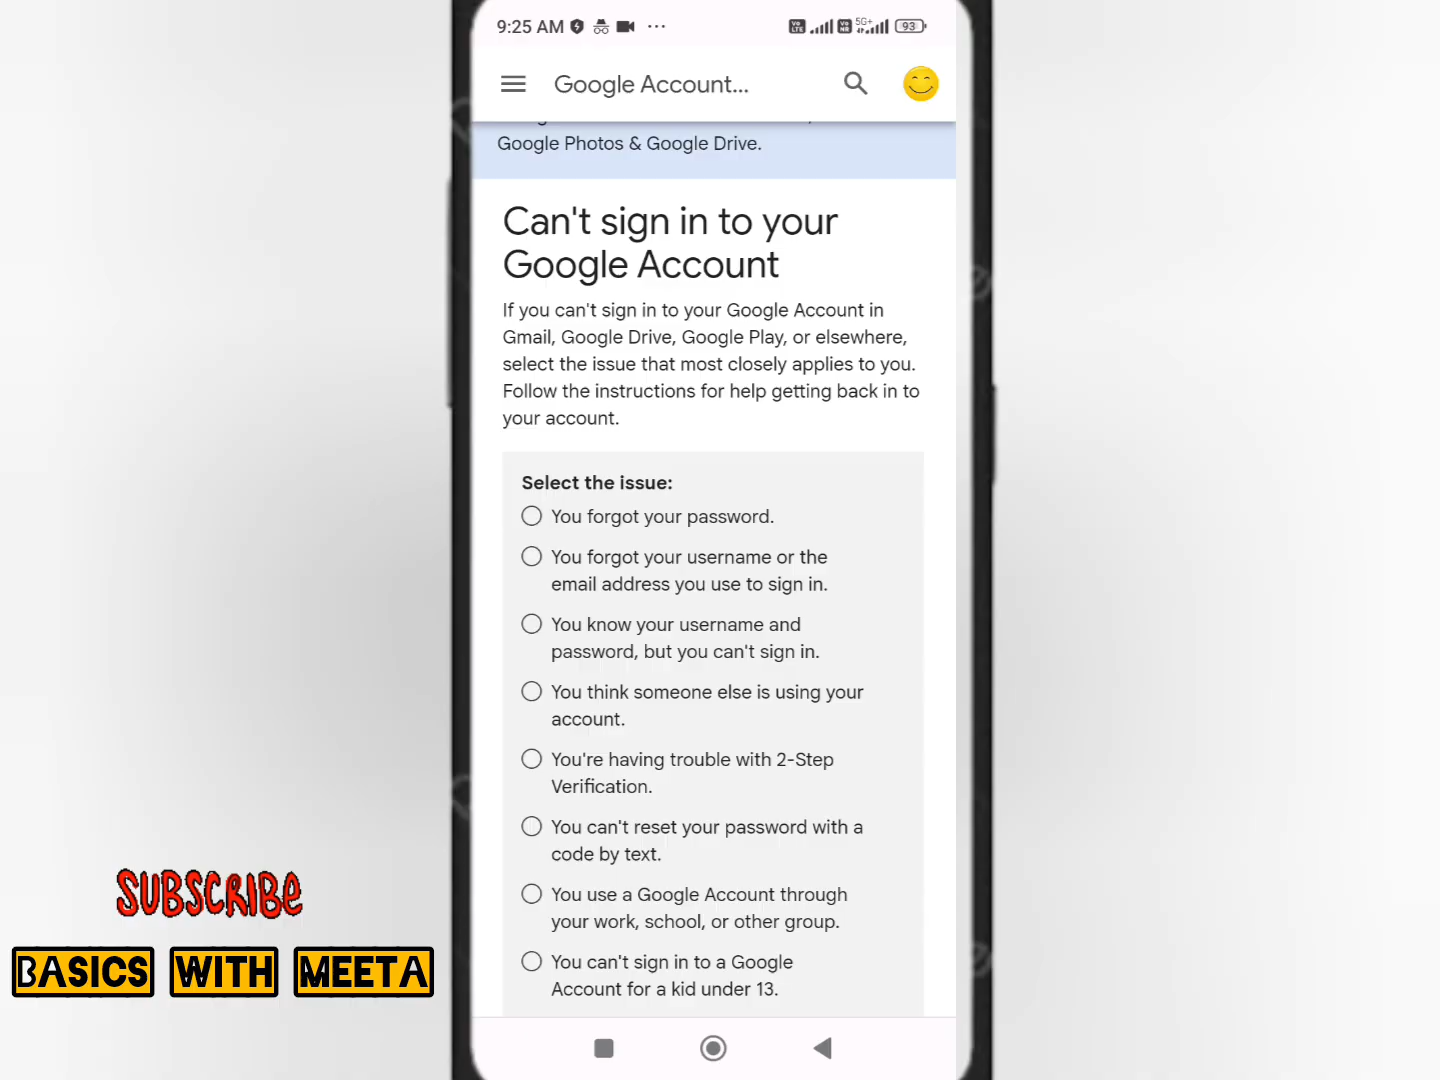 9:25 AM
Vo LTE
Vo NR
5G+
93
Google Account...
Google Photos & Google Drive.
Can't sign in to your
Google Account
If you can't sign in to your Google Account in
Gmail, Google Drive, Google Play, or elsewhere,
select the issue that most closely applies to you.
Follow the instructions for help getting back in to
your account.
Select the issue:
You forgot your password.
You forgot your username or the
email address you use to sign in.
You know your username and
password, but you can't sign in.
You think someone else is using your
account.
You're having trouble with 2-Step
Verification.
You can't reset your password with a
code by text.
You use a Google Account through
your work, school, or other group.
You can't sign in to a Google
Account for a kid under 13.
SUBSCRIBE
BASICS WITH MEETA